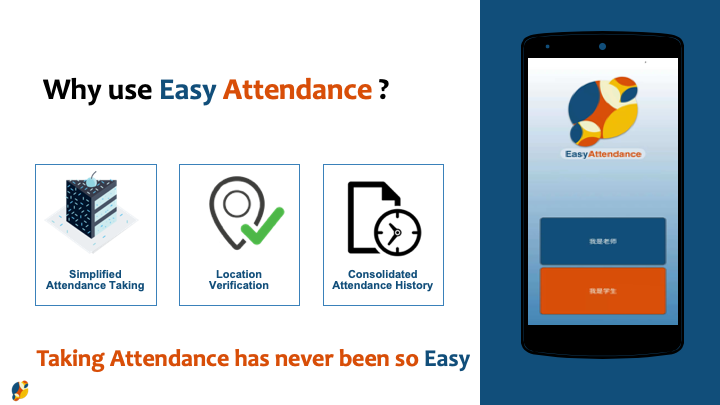 Why use Easy Attendance ?
Simplified
Attendance Taking
Location
Verification
Consolidated
Attendance History
Taking Attendance has never been so Easy
EasyAttendance
我是老师
我是学生